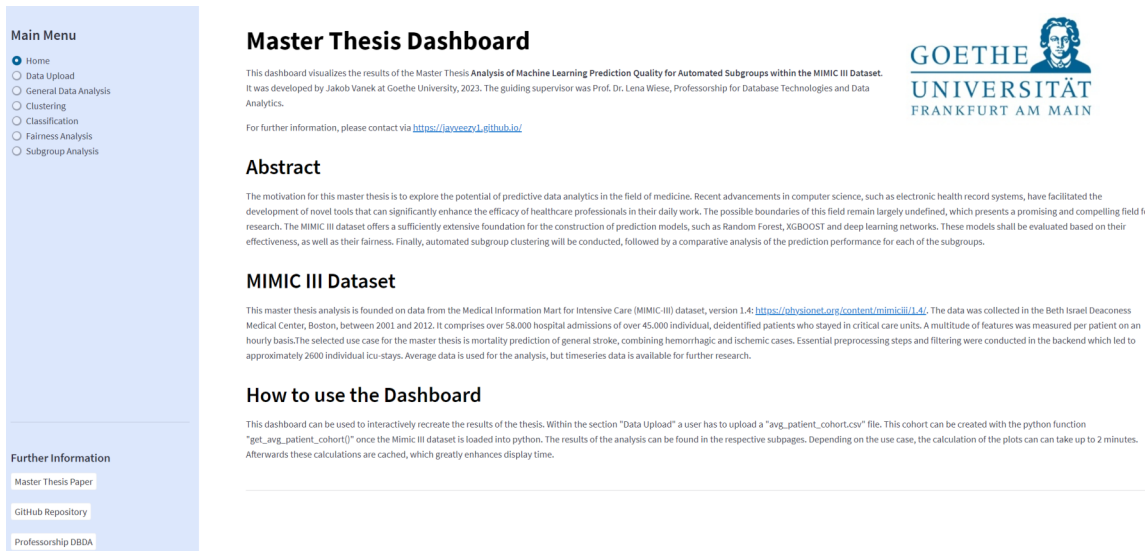 Main Menu
Home
Data Upload
General Data Analysis
Clustering
Classification
Fairness Analysis
Subgroup Analysis
Further Information
Master Thesis Paper
GitHub Repository
Professorship DBDA
Master Thesis Dashboard
This dashboard visualizes the results of the Master Thesis Analysis of Machine Learning Prediction Quality for Automated Subgroups within the MIMIC III Dataset.
It was developed by Jakob Vanek at Goethe University, 2023. The guiding supervisor was Prof. Dr. Lena Wiese, Professorship for Database Technologies and Data
Analytics.
For further information, please contact via https://jayveezy1.github.io/
GOETHE
UNIVERSITÄT
FRANKFURT AM MAIN
Abstract
The motivation for this master thesis is to explore the potential of predictive data analytics in the field of medicine. Recent advancements in computer science, such as electronic health record systems, have facilitated the
development of novel tools that can significantly enhance the efficacy of healthcare professionals in their daily work. The possible boundaries of this field remain largely undefined, which presents a promising and compelling field
research. The MIMIC III dataset offers a sufficiently extensive foundation for the construction of prediction models, such as Random Forest, XGBOOST and deep learning networks. These models shall be evaluated based on their
effectiveness, as well as their fairness. Finally, automated subgroup clustering will be conducted, followed by a comparative analysis of the prediction performance for each of the subgroups.
MIMIC III Dataset
This master thesis analysis is founded on data from the Medical Information Mart for Intensive Care (MIMIC-III) dataset, version 1.4: https://physionet.org/content/mimiciii/1.4/. The data was collected in the Beth Israel Deaconess
Medical Center, Boston, between 2001 and 2012. It comprises over 58.000 hospital admissions of over 45.000 individual, deidentified patients who stayed in critical care units. A multitude of features was measured per patient on an
hourly basis.The selected use case for the master thesis is mortality prediction of general stroke, combining hemorrhagic and ischemic cases. Essential preprocessing steps and filtering were conducted in the backend which led to
approximately 2600 individual icu-stays. Average data is used for the analysis, but timeseries data is available for further research.
How to use the Dashboard
This dashboard can be used to interactively recreate the results of the thesis. Within the section "Data Upload" a user has to upload a "avg_patient_cohort.csv" file. This cohort can be created with the python function
"get_avg_patient_cohort()" once the Mimic III dataset is loaded into python. The results of the analysis can be found in the respective subpages. Depending on the use case, the calculation of the plots can can take up to 2 minutes.
Afterwards these calculations are cached, which greatly enhances display time.